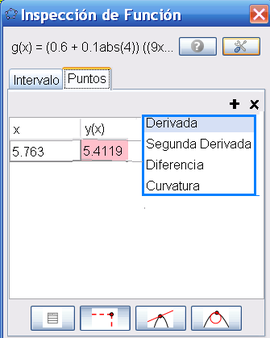 Inspección de Función
g(x) = (0.6 + 0.1abs(4)) ((9x...
Intervalo Puntos
x y(x)
5.763 5.4119
Derivada
Segunda Derivada
Diferencia
Curvatura